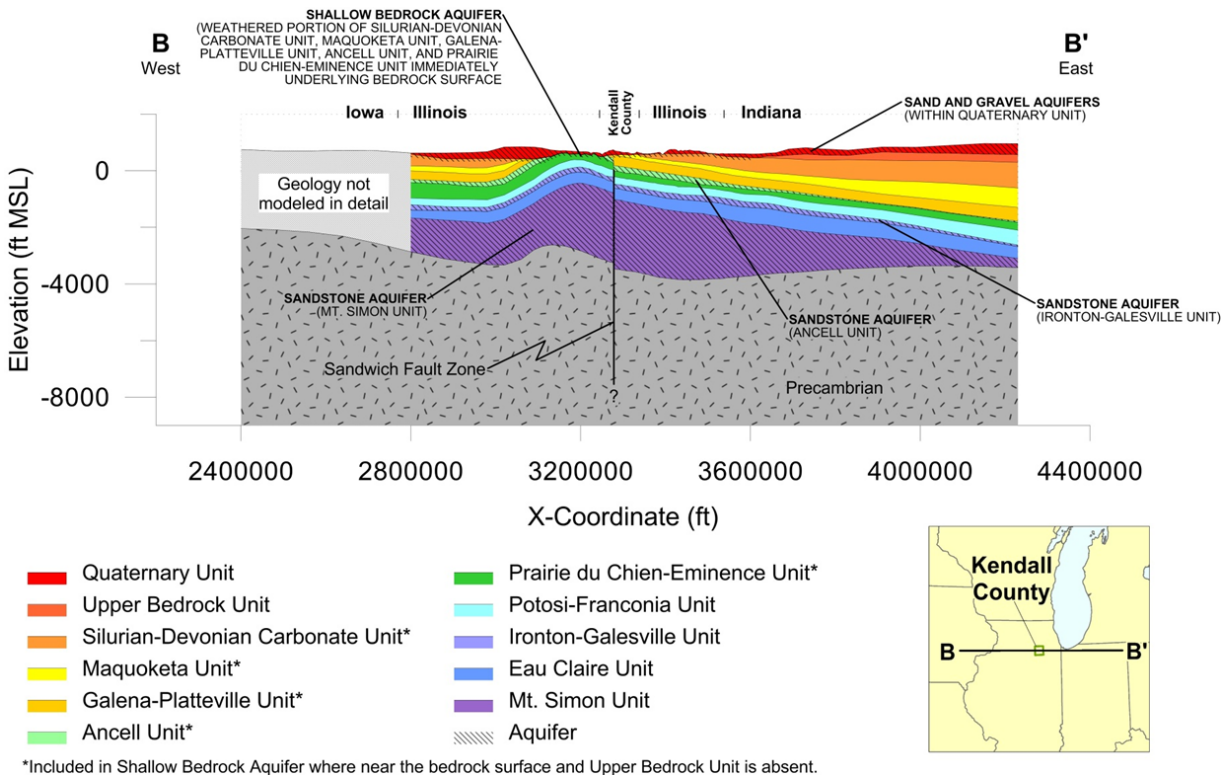 SHALLOW BEDROCK AQUIFER
(WEATHERED PORTION OF SILURIAN-DEVONIAN
CARBONATE UNIT, MAQUOKETA UNIT, GALENA-
PLATTEVILLE UNIT, ANCELL UNIT, AND PRAIRIE
DU CHIEN-EMINENCE UNIT IMMEDIATELY
UNDERLYING BEDROCK SURFACE
B
West
B'
East
Iowa
Illinois
Kendall
County
Illinois
Indiana
SAND AND GRAVEL AQUIFERS
(WITHIN QUATERNARY UNIT)
Elevation (ft MSL)
0
-4000
-8000
Geology not
modeled in detail
SANDSTONE AQUIFER
(MT. SIMON UNIT)
SANDSTONE AQUIFER
(ANCELL UNIT)
SANDSTONE AQUIFER
(IRONTON-GALESVILLE UNIT)
Sandwich Fault Zone
?
Precambrian
2400000
2800000
3200000
3600000
4000000
4400000
X-Coordinate (ft)
Quaternary Unit
Upper Bedrock Unit
Silurian-Devonian Carbonate Unit*
Maquoketa Unit*
Galena-Platteville Unit*
Ancell Unit*
Prairie du Chien-Eminence Unit*
Potosi-Franconia Unit
Ironton-Galesville Unit
Eau Claire Unit
Mt. Simon Unit
Aquifer
Kendall
County
B
B'
*Included in Shallow Bedrock Aquifer where near the bedrock surface and Upper Bedrock Unit is absent.